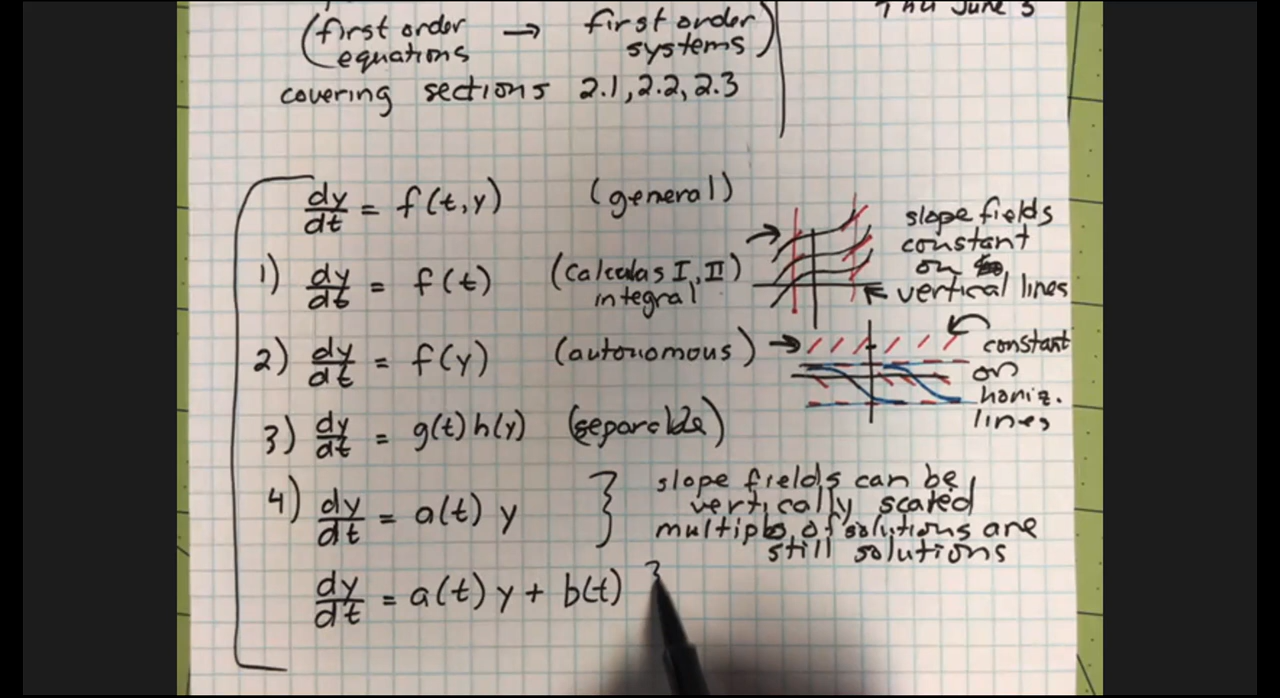 (first order → first order
equations systems)
covering sections 2.1, 2.2, 2.3
Thu June
dy/dt = f(t,y) (general)
1) dy/dt = f(t) (Calculus I, II)
integral
slope fields
constant
on
vertical lines
2) dy/dt = f(y) (autonomous)
constant
on
horiz.
lines
3) dy/dt = g(t) h(y) (separable)
4) dy/dt = a(t) y } slope fields can be
vertically scaled
multiples of solutions are
still solutions
dy/dt = a(t) y + b(t)